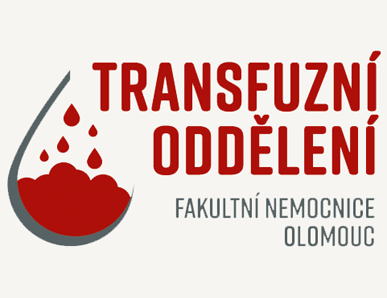 TRANSFUZNÍ
ODDĚLENÍ
FAKULTNÍ NEMOCNICE
OLOMOUC